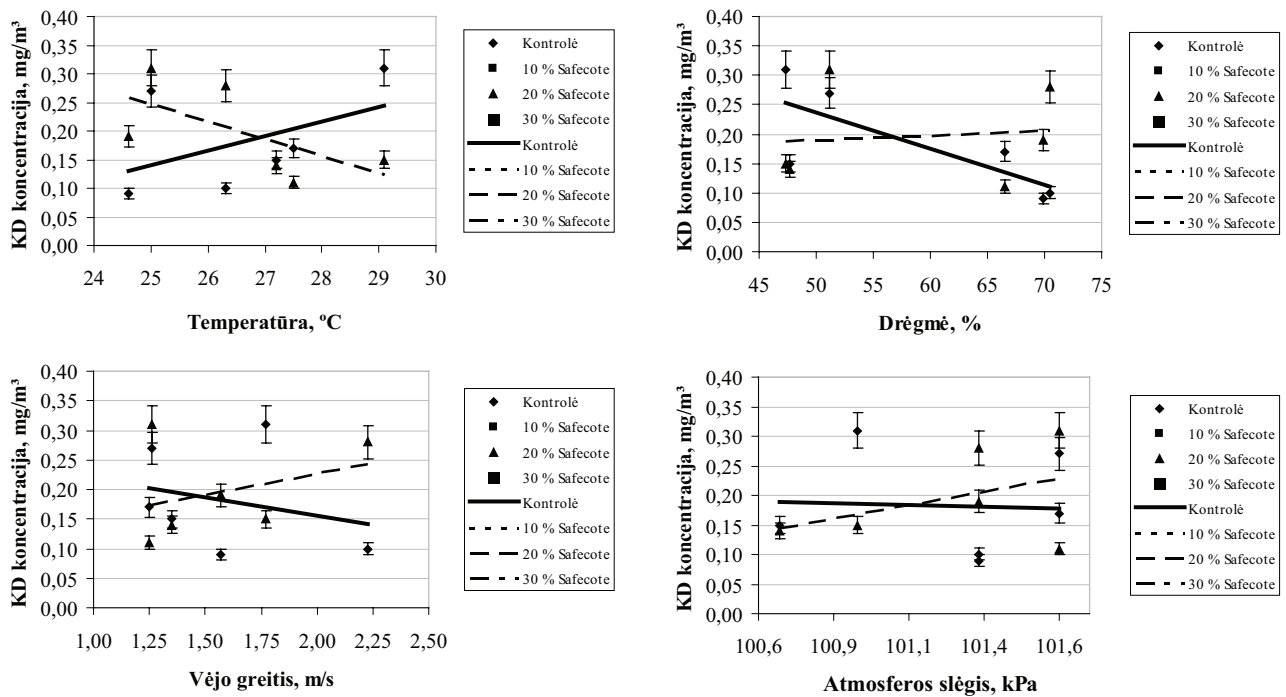 KD koncentracija, mg/m³
0,40
0,35
0,30
0,25
0,20
0,15
0,10
0,05
0,00
24 25 26 27 28 29 30
Temperatūra, ºC
Kontrolė
10 % Safecote
20 % Safecote
30 % Safecote
Kontrolė
10 % Safecote
20 % Safecote
30 % Safecote
KD koncentracija, mg/m³
0,40
0,35
0,30
0,25
0,20
0,15
0,10
0,05
0,00
45 50 55 60 65 70 75
Drėgmė, %
Kontrolė
10 % Safecote
20 % Safecote
30 % Safecote
Kontrolė
10 % Safecote
20 % Safecote
30 % Safecote
KD koncentracija, mg/m³
0,40
0,35
0,30
0,25
0,20
0,15
0,10
0,05
0,00
1,00 1,25 1,50 1,75 2,00 2,25 2,50
Vėjo greitis, m/s
Kontrolė
10 % Safecote
20 % Safecote
30 % Safecote
Kontrolė
10 % Safecote
20 % Safecote
30 % Safecote
KD koncentracija, mg/m³
0,40
0,35
0,30
0,25
0,20
0,15
0,10
0,05
0,00
100,6 100,9 101,1 101,4 101,6
Atmosferos slėgis, kPa
Kontrolė
10 % Safecote
20 % Safecote
30 % Safecote
Kontrolė
10 % Safecote
20 % Safecote
30 % Safecote